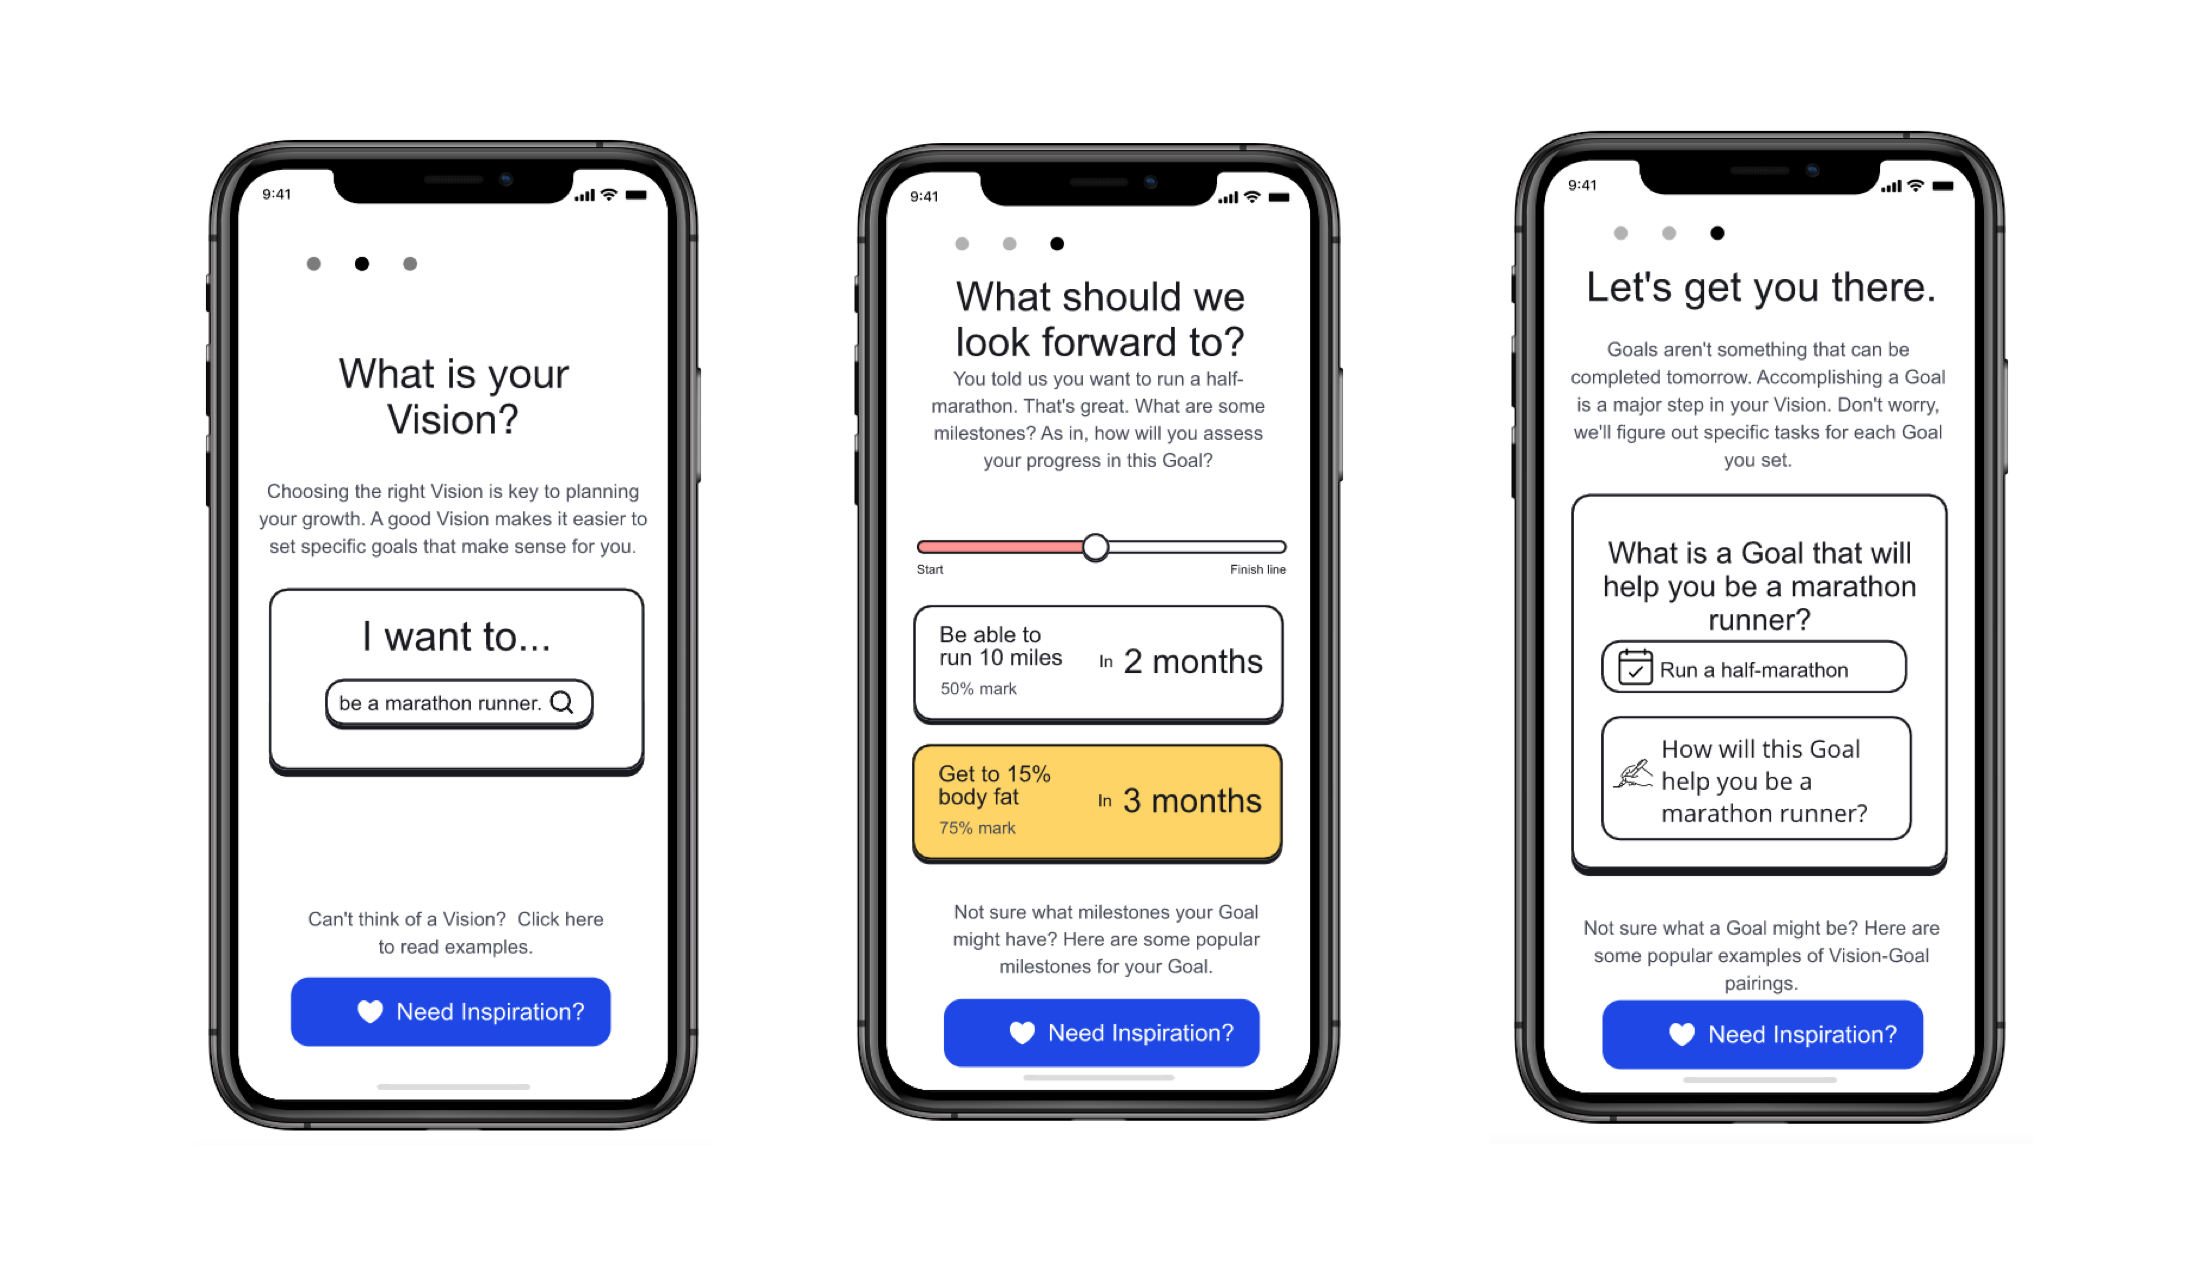 9:41
What is your
Vision?
Choosing the right Vision is key to planning
your growth. A good Vision makes it easier to
set specific goals that make sense for you.
I want to...
be a marathon runner.
Can't think of a Vision?  Click here
to read examples.
Need Inspiration?
9:41
What should we
look forward to?
You told us you want to run a half-
marathon. That's great. What are some
milestones? As in, how will you assess
your progress in this Goal?
Start
Finish line
Be able to
run 10 miles
In 2 months
50% mark
Get to 15%
body fat
In 3 months
75% mark
Not sure what milestones your Goal
might have? Here are some popular
milestones for your Goal.
Need Inspiration?
9:41
Let's get you there.
Goals aren't something that can be
completed tomorrow. Accomplishing a Goal
is a major step in your Vision. Don't worry,
we'll figure out specific tasks for each Goal
you set.
What is a Goal that will
help you be a marathon
runner?
Run a half-marathon
How will this Goal
help you be a
marathon runner?
Not sure what a Goal might be? Here are
some popular examples of Vision-Goal
pairings.
Need Inspiration?